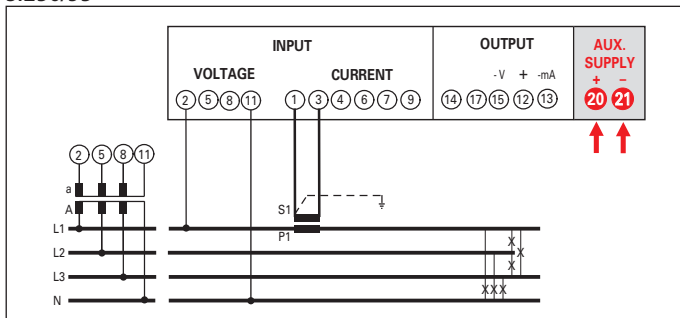 INPUT
OUTPUT
AUX.
SUPPLY
VOLTAGE
CURRENT
- V + -mA
+ −
2 5 8 11
1 3 4 6 7 9
14 17 15 12 13
20 21
2 5 8 11
a
A
S1
P1
L1
L2
L3
N
X
X
X
XXX